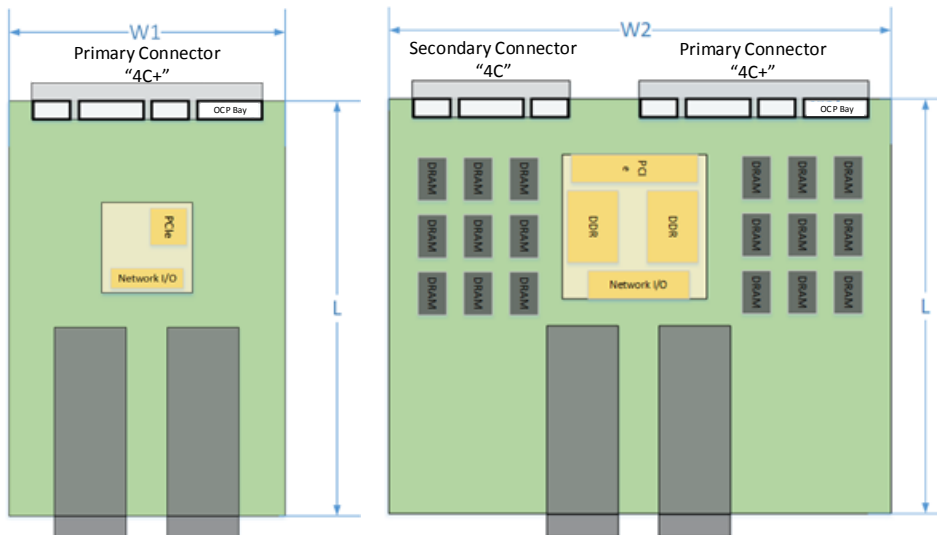 W1
Primary Connector
“4C+”
OCP Bay
PCIe
Network I/O
L
W2
Secondary Connector
“4C”
Primary Connector
“4C+”
OCP Bay
DRAM DRAM DRAM
DRAM DRAM DRAM
DRAM DRAM DRAM
PCI
e
DDR DDR
Network I/O
DRAM DRAM DRAM
DRAM DRAM DRAM
DRAM DRAM DRAM
L